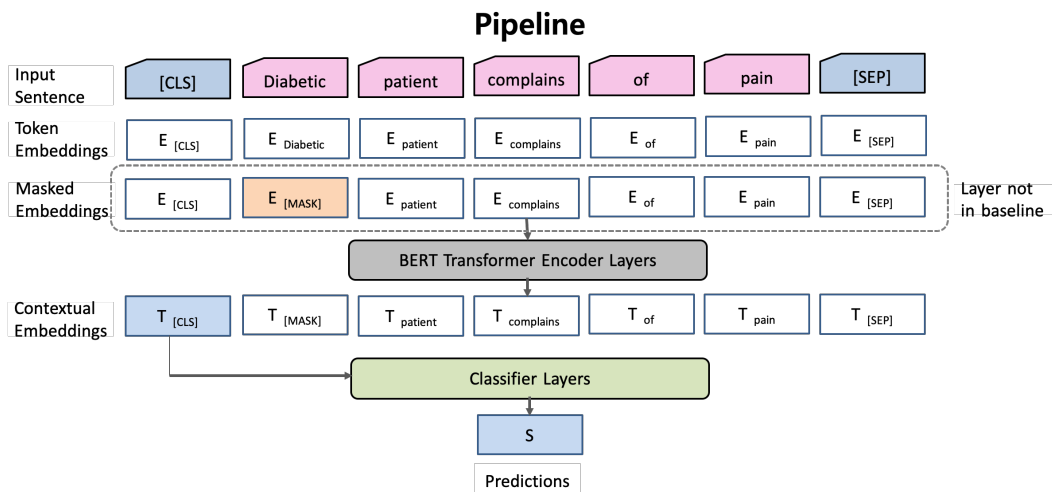 Pipeline
Input Sentence [CLS] Diabetic patient complains of pain [SEP]
Token Embeddings E [CLS] E Diabetic E patient E complains E of E pain E [SEP]
Masked Embeddings E [CLS] E [MASK] E patient E complains E of E pain E [SEP] Layer not in baseline
BERT Transformer Encoder Layers
Contextual Embeddings T [CLS] T [MASK] T patient T complains T of T pain T [SEP]
Classifier Layers
S
Predictions